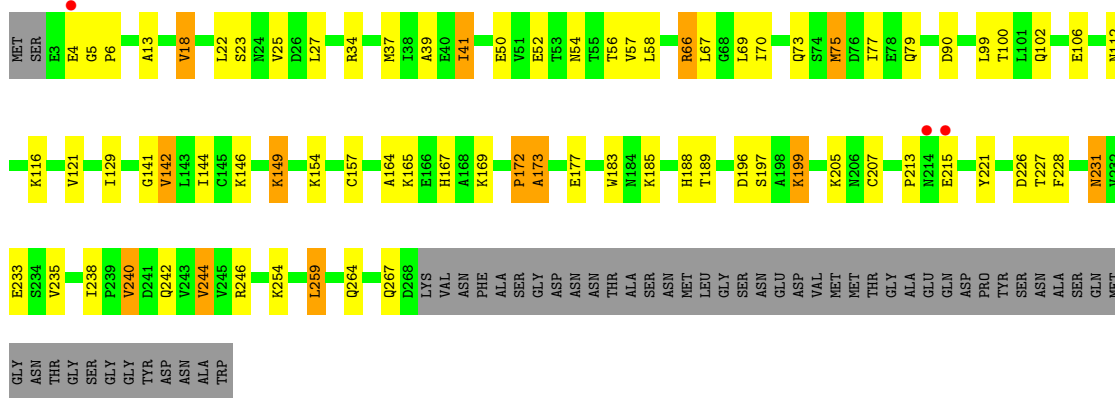 MET SER E3 E4 G5 P6 A13 V18 L22 S23 N24 V25 D26 L27 R34 M37 I38 A39 E40 I41 E50 V51 E52 T53 N54 T55 T56 V57 L58 R66 L67 G68 L69 I70 Q73 S74 M75 D76 I77 E78 Q79 D90 L99 T100 L101 Q102 E106
K116 V121 I129 G141 V142 L143 I144 C145 K146 K149 K154 C157 A164 K165 E166 H167 A168 K169 P172 A173 E177 W183 N184 K185 H188 T189 D196 S197 A198 K199 K205 N206 C207 P213 N214 E215 Y221 D226 T227 F228 N231
E233 S234 V235 I238 P239 V240 D241 Q242 V243 V244 V245 R246 K254 L259 Q264 Q267 D268 LYS VAL ASN PHE ALA SER GLY ASP ASN ASN THR ALA SER ASN MET LEU GLY SER ASN GLU ASP VAL MET MET THR GLY ALA GLU GLN ASP PRO TYR SER ASN ALA SER GLN MET
GLY ASN THR GLY SER GLY GLY TYR ASP ASN ALA TRP